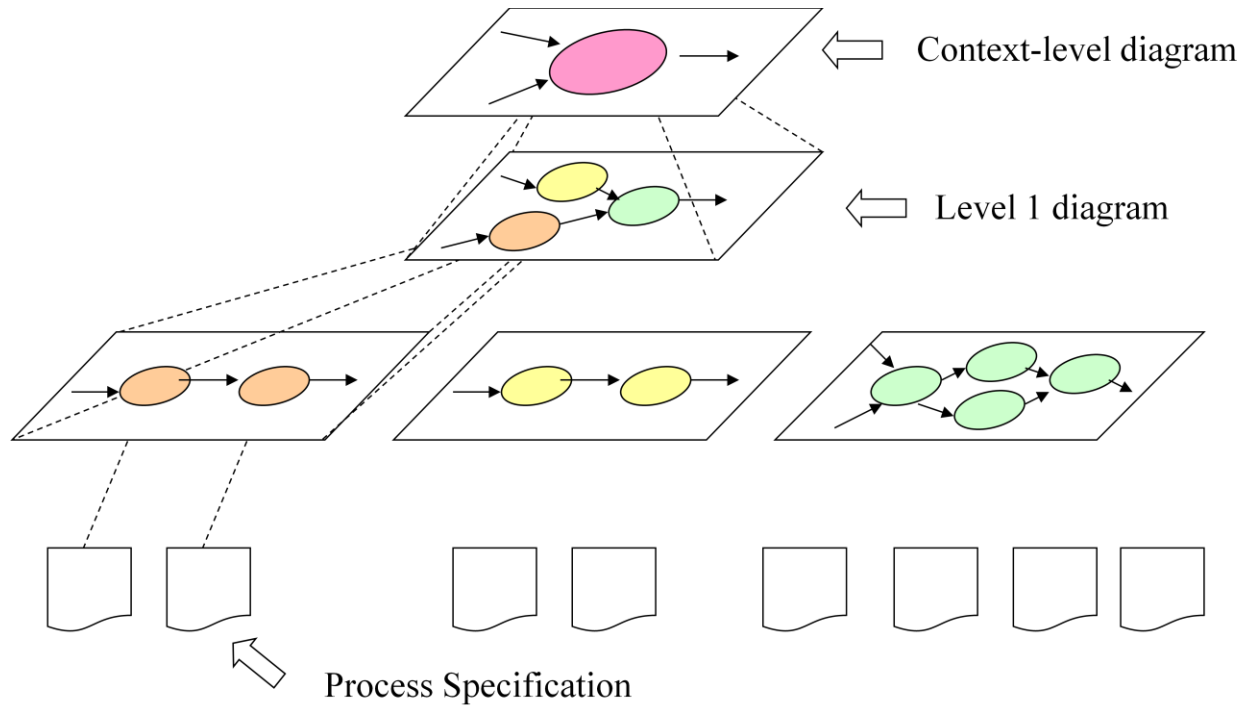 Context-level diagram
Level 1 diagram
Process Specification